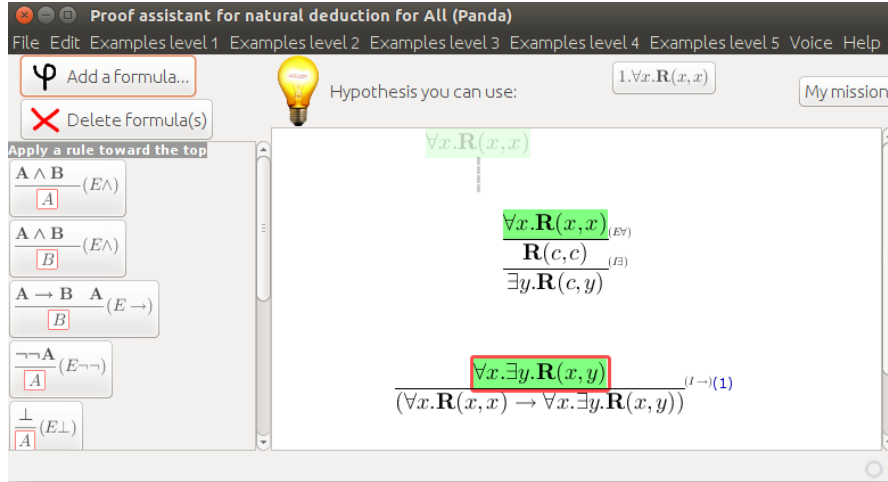 Proof assistant for natural deduction for All (Panda)
File Edit Examples level 1 Examples level 2 Examples level 3 Examples level 4 Examples level 5 Voice Help
φ Add a formula...
Hypothesis you can use:
1.∀x.R(x,x)
My mission
Delete formula(s)
Apply a rule toward the top
A ∧ B
A
(E∧)
A ∧ B
B
(E∧)
A → B A
B
(E →)
¬¬A
A
(E¬¬)
⊥
A
(E⊥)
∀x.R(x,x)
∀x.R(x,x)
(E∀)
R(c,c)
(I∃)
∃y.R(c,y)
∀x.∃y.R(x,y)
(I →)(1)
(∀x.R(x,x) → ∀x.∃y.R(x,y))